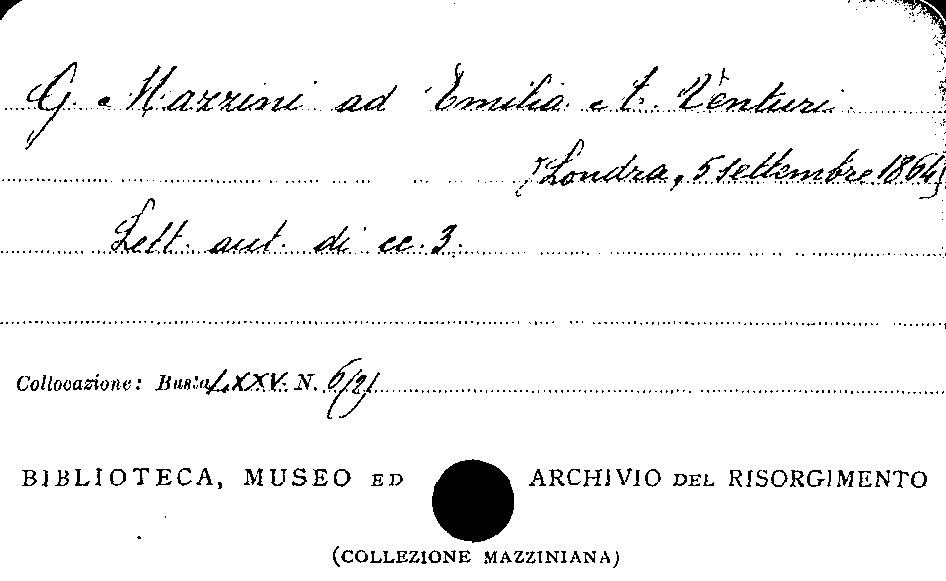 G. Mazzini ad Emilia A. Venturi.
[Londra, 5 settembre 1864]
Lett. aut. di cc. 3.
Collocazione: Busta LXXV. N. 6/2)
BIBLIOTECA, MUSEO ED ARCHIVIO DEL RISORGIMENTO
(COLLEZIONE MAZZINIANA)